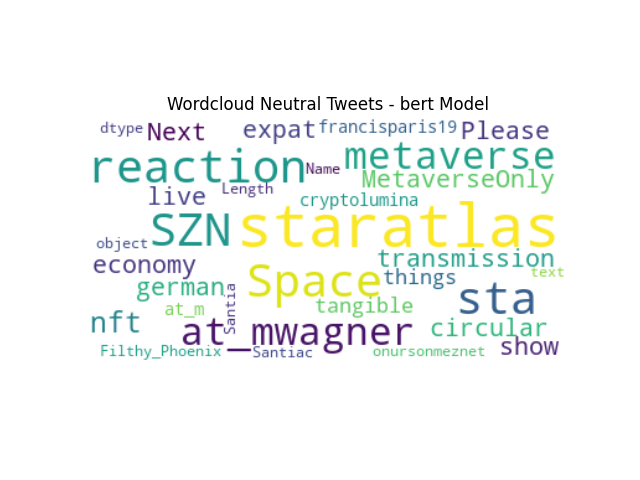 Wordcloud Neutral Tweets - bert Model
dtype Next expat francisparis19 Please
reaction Name metaverse
live Length MetaverseOnly
cryptolumina
object SZN staratlas
economy Space transmission
german things text
at_m Santia tangible sta
nft at_mwagner circular
Filthy_Phoenix Santiac onursonmeznet show